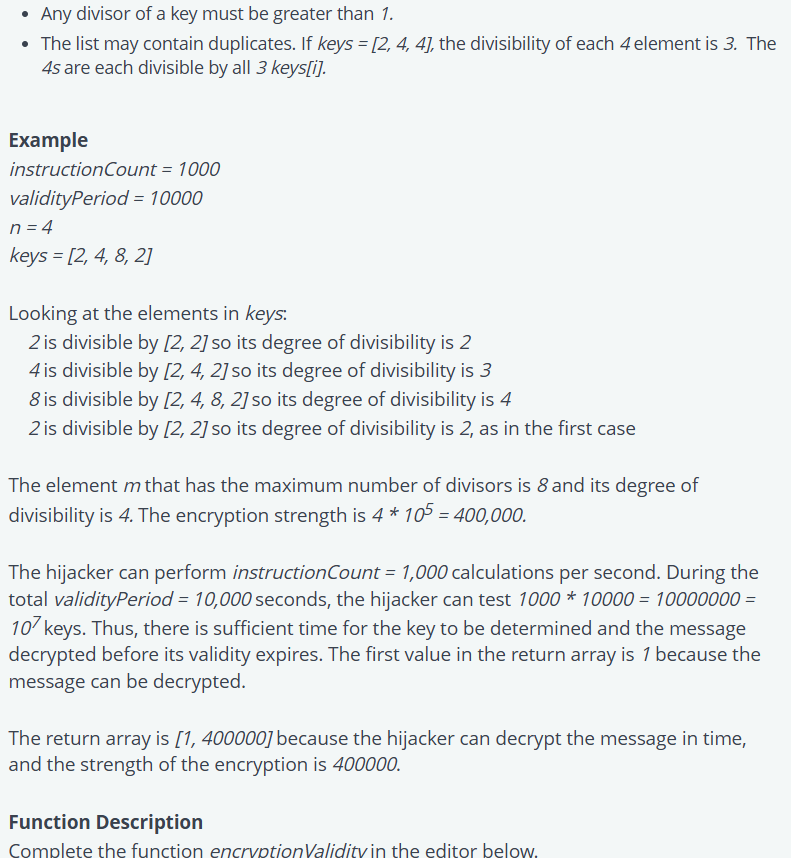 • Any divisor of a key must be greater than 1.
• The list may contain duplicates. If keys = [2, 4, 4], the divisibility of each 4 element is 3. The
4s are each divisible by all 3 keys[i].
Example
instructionCount = 1000
validityPeriod = 10000
n = 4
keys = [2, 4, 8, 2]
Looking at the elements in keys:
2 is divisible by [2, 2] so its degree of divisibility is 2
4 is divisible by [2, 4, 2] so its degree of divisibility is 3
8 is divisible by [2, 4, 8, 2] so its degree of divisibility is 4
2 is divisible by [2, 2] so its degree of divisibility is 2, as in the first case
The element m that has the maximum number of divisors is 8 and its degree of
divisibility is 4. The encryption strength is 4 * 10⁵ = 400,000.
The hijacker can perform instructionCount = 1,000 calculations per second. During the
total validityPeriod = 10,000 seconds, the hijacker can test 1000 * 10000 = 10000000 =
10⁷ keys. Thus, there is sufficient time for the key to be determined and the message
decrypted before its validity expires. The first value in the return array is 1 because the
message can be decrypted.
The return array is [1, 400000] because the hijacker can decrypt the message in time,
and the strength of the encryption is 400000.
Function Description
Complete the function encryptionValidity in the editor below.